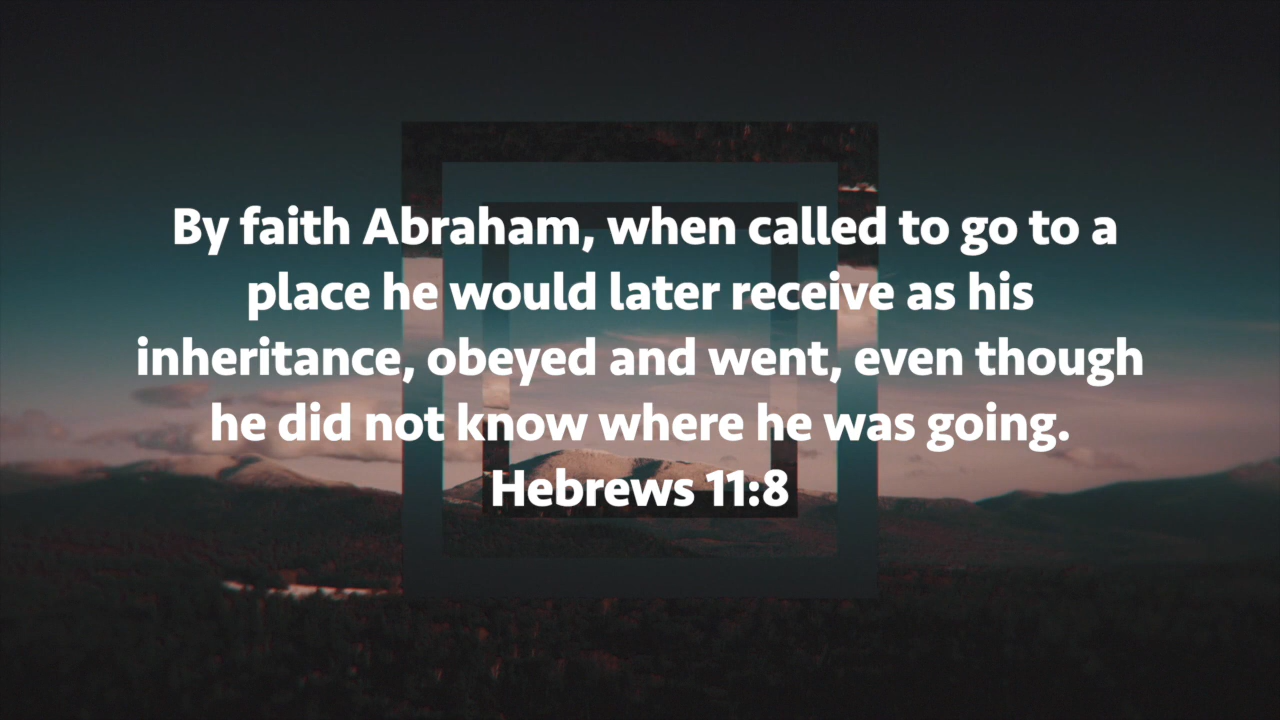 By faith Abraham, when called to go to a
place he would later receive as his
inheritance, obeyed and went, even though
he did not know where he was going.
Hebrews 11:8